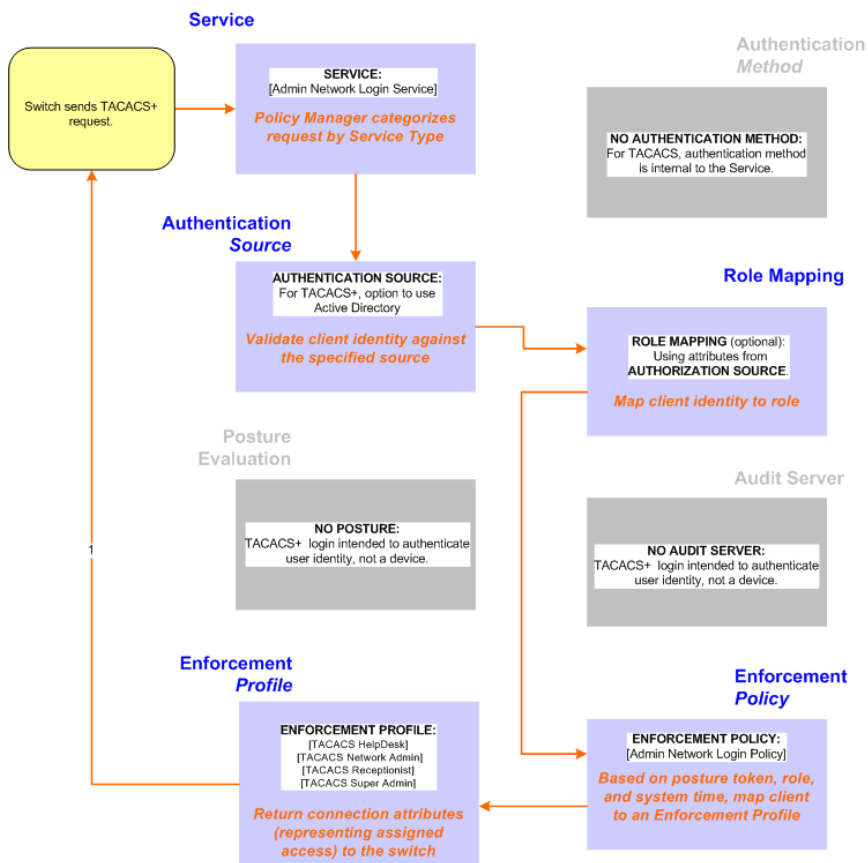 Service
Switch sends TACACS+
request.
SERVICE:
[Admin Network Login Service]
Policy Manager categorizes
request by Service Type
Authentication
Method
NO AUTHENTICATION METHOD:
For TACACS, authentication method
is internal to the Service.
Authentication
Source
AUTHENTICATION SOURCE:
For TACACS+, option to use
Active Directory
Validate client identity against
the specified source
Role Mapping
ROLE MAPPING (optional):
Using attributes from
AUTHORIZATION SOURCE.
Map client identity to role
Posture
Evaluation
NO POSTURE:
TACACS+ login intended to authenticate
user identity, not a device.
Audit Server
NO AUDIT SERVER:
TACACS+ login intended to authenticate
user identity, not a device.
1
Enforcement
Profile
ENFORCEMENT PROFILE:
[TACACS HelpDesk]
[TACACS Network Admin]
[TACACS Receptionist]
[TACACS Super Admin]
Return connection attributes
(representing assigned
access) to the switch
Enforcement
Policy
ENFORCEMENT POLICY:
[Admin Network Login Policy]
Based on posture token, role,
and system time, map client
to an Enforcement Profile